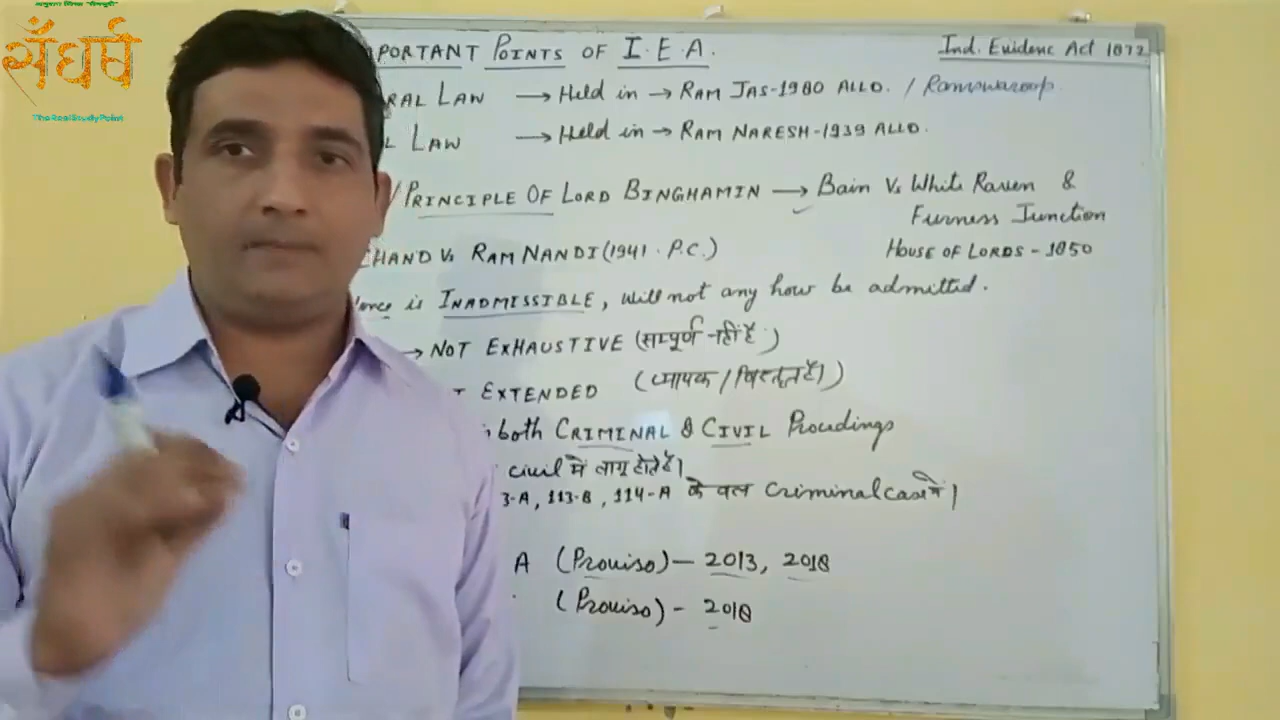 संघर्ष
The Real Study Point
PORTANT POINTS OF I.E.A.
Ind. Evidenc Act 1872
RAL LAW → Held in → RAM JAS-1980 ALLD. / Ramswaroop.
L LAW → Held in → RAM NARESH-1939 ALLD.
/ PRINCIPLE OF LORD BINGHAMIN → Bain Vs White Raven &
Furness Junction
HOUSE OF LORDS - 1850
CHAND Vs RAM NANDI (1941. P.C.)
is INADMISSIBLE, Will not any how be admitted.
→ NOT EXHAUSTIVE (सम्पूर्ण नहीं है)
T EXTENDED (व्यापक / विस्तृत है।)
both CRIMINAL & CIVIL Procudings
civil में लागू होते है।
3-A, 113-B, 114-A केवल Criminal case में।
A (Proviso) - 2013, 2018
(Proviso) - 2018